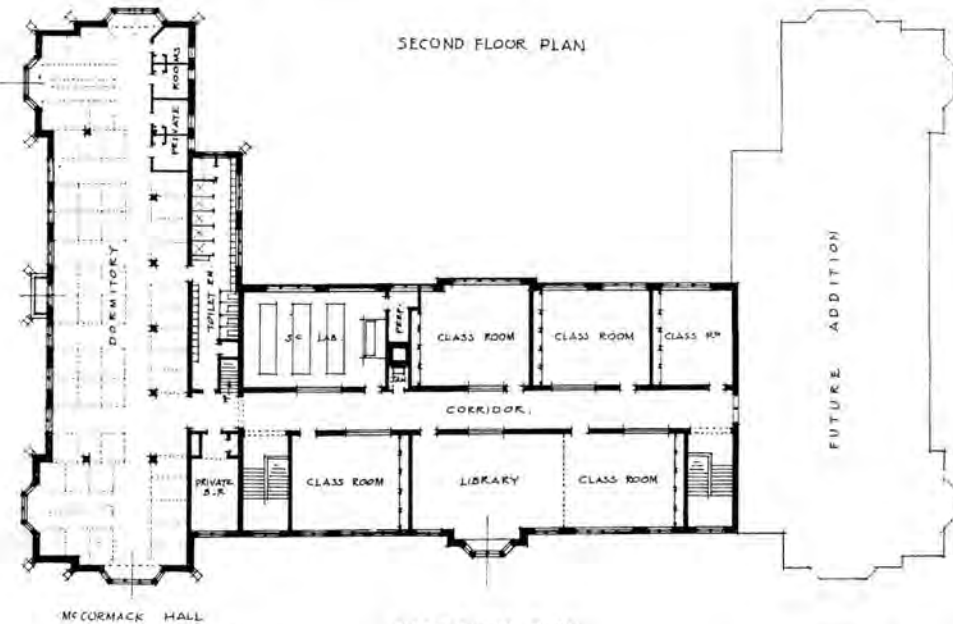 SECOND FLOOR PLAN
PRIVATE ROOMS
DORMITORY
TOILET RM.
SC. LAB.
PREP.
CLASS ROOM
CLASS ROOM
CLASS RM
CORRIDOR.
FUTURE ADDITION
PRIVATE
B.R
CLASS ROOM
LIBRARY
CLASS ROOM
McCORMACK HALL